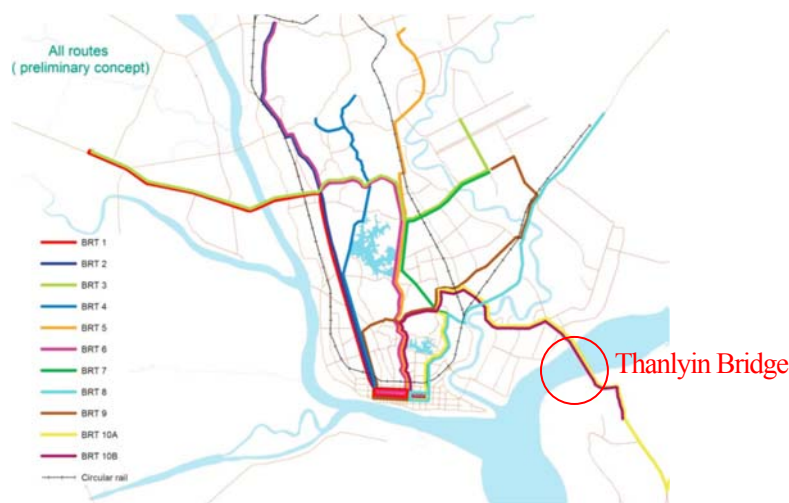 All routes
( preliminary concept)
BRT 1
BRT 2
BRT 3
BRT 4
BRT 5
BRT 6
BRT 7
BRT 8
BRT 9
BRT 10A
BRT 10B
Circular rail
Thanlyin Bridge